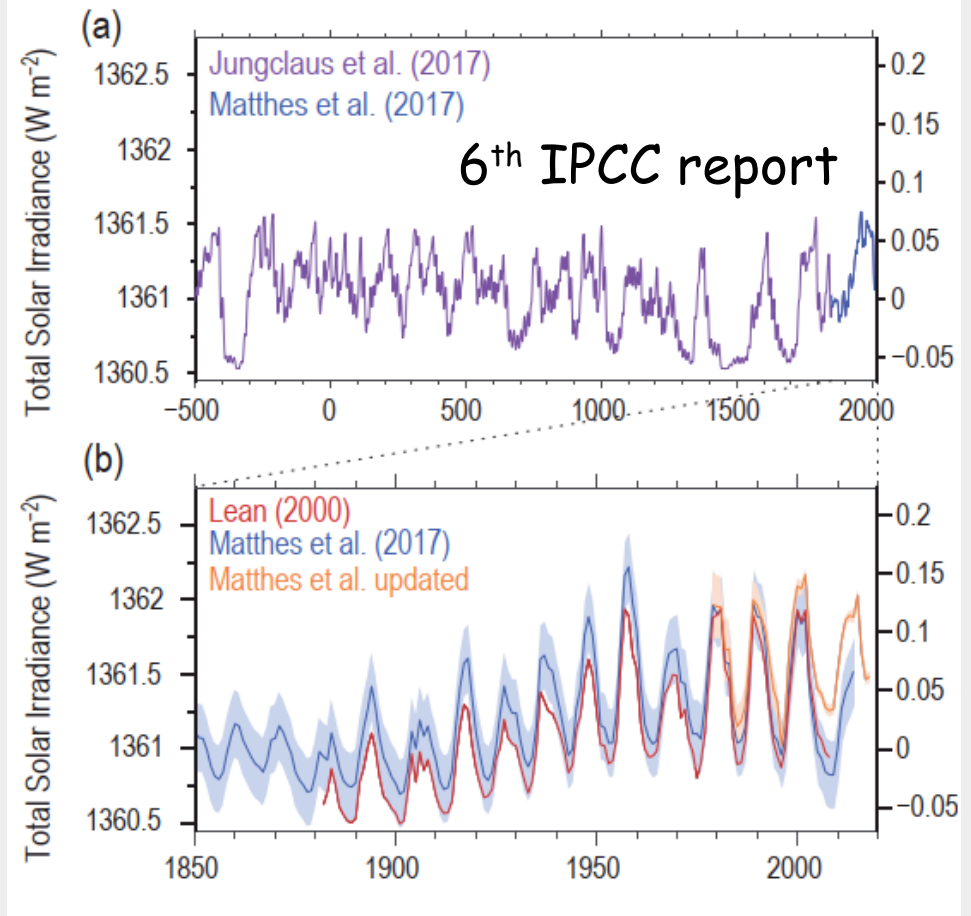 (a)
Total Solar Irradiance (W m⁻²)
Jungclaus et al. (2017)
Matthes et al. (2017)
6th IPCC report
1362.5
1362
1361.5
1361
1360.5
0.2
0.15
0.1
0.05
0
−0.05
−500 0 500 1000 1500 2000
(b)
Total Solar Irradiance (W m⁻²)
Lean (2000)
Matthes et al. (2017)
Matthes et al. updated
1362.5
1362
1361.5
1361
1360.5
0.2
0.15
0.1
0.05
0
−0.05
1850 1900 1950 2000